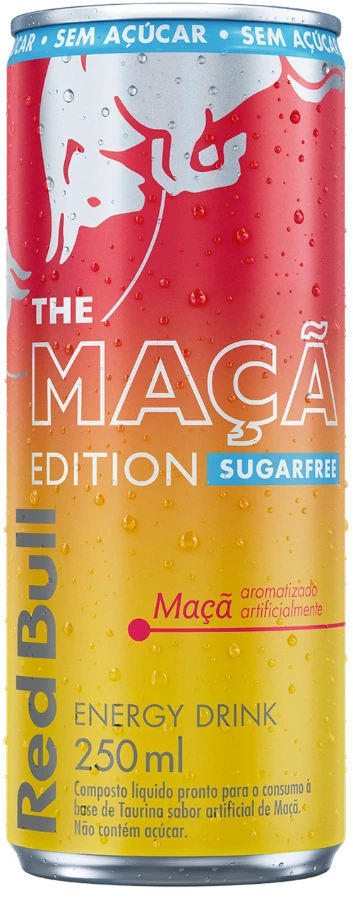 AR • SEM AÇÚCAR • SEM AÇÚCAR
THE
MAÇÃ
EDITION SUGARFREE
Red Bull
Maçã aromatizado
artificialmente
ENERGY DRINK
250 ml
Composto líquido pronto para o consumo à
base de Taurina sabor artificial de Maçã.
Não contém açúcar.